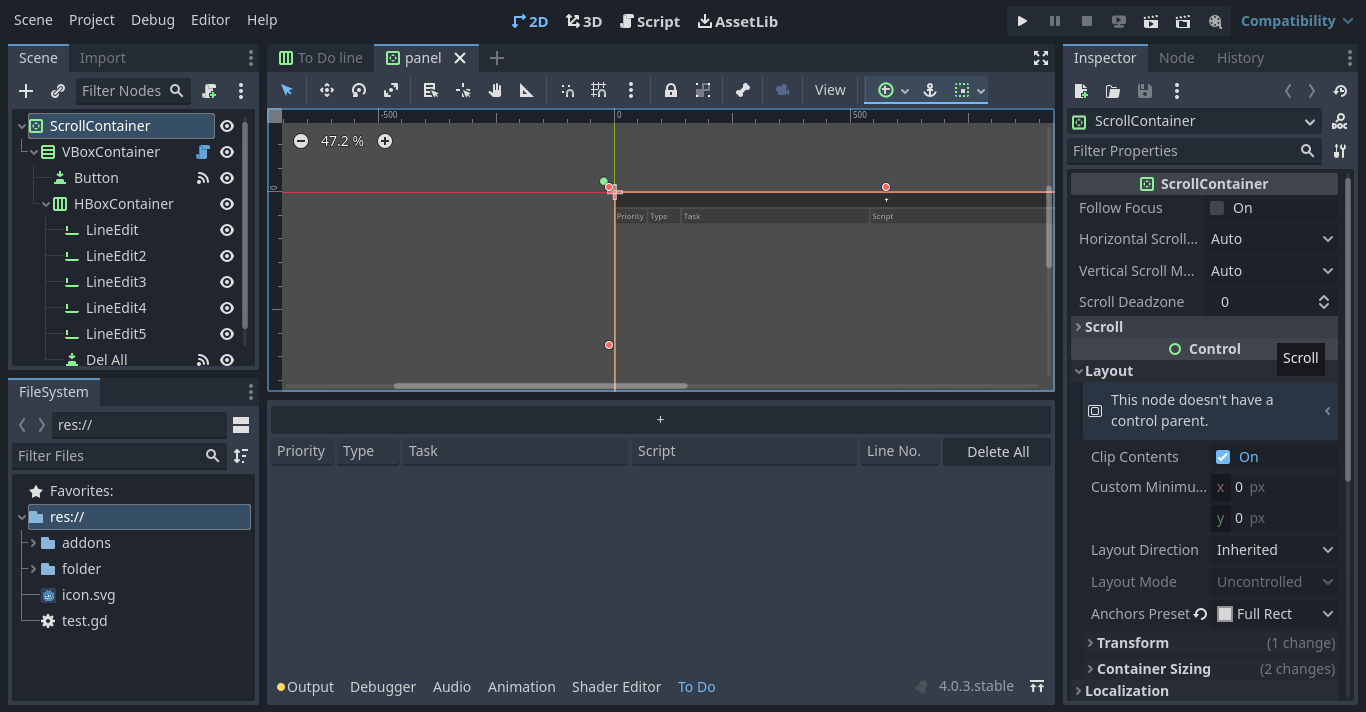 Scene Project Debug Editor Help
2D 3D Script AssetLib
Compatibility
Scene Import
Filter Nodes
ScrollContainer
VBoxContainer
Button
HBoxContainer
LineEdit
LineEdit2
LineEdit3
LineEdit4
LineEdit5
Del All
FileSystem
res://
Filter Files
Favorites:
res://
addons
folder
icon.svg
test.gd
To Do line
panel
View
-500 0 500
0
47.2 %
+
Priority Type Task Script
+
Priority Type Task Script Line No. Delete All
Output Debugger Audio Animation Shader Editor To Do
4.0.3.stable
Inspector Node History
ScrollContainer
Filter Properties
ScrollContainer
Follow Focus On
Horizontal Scroll... Auto
Vertical Scroll M... Auto
Scroll Deadzone 0
Scroll
Control
Scroll
Layout
This node doesn't have a
control parent.
Clip Contents On
Custom Minimu... x 0 px
y 0 px
Layout Direction Inherited
Layout Mode Uncontrolled
Anchors Preset Full Rect
Transform (1 change)
Container Sizing (2 changes)
Localization